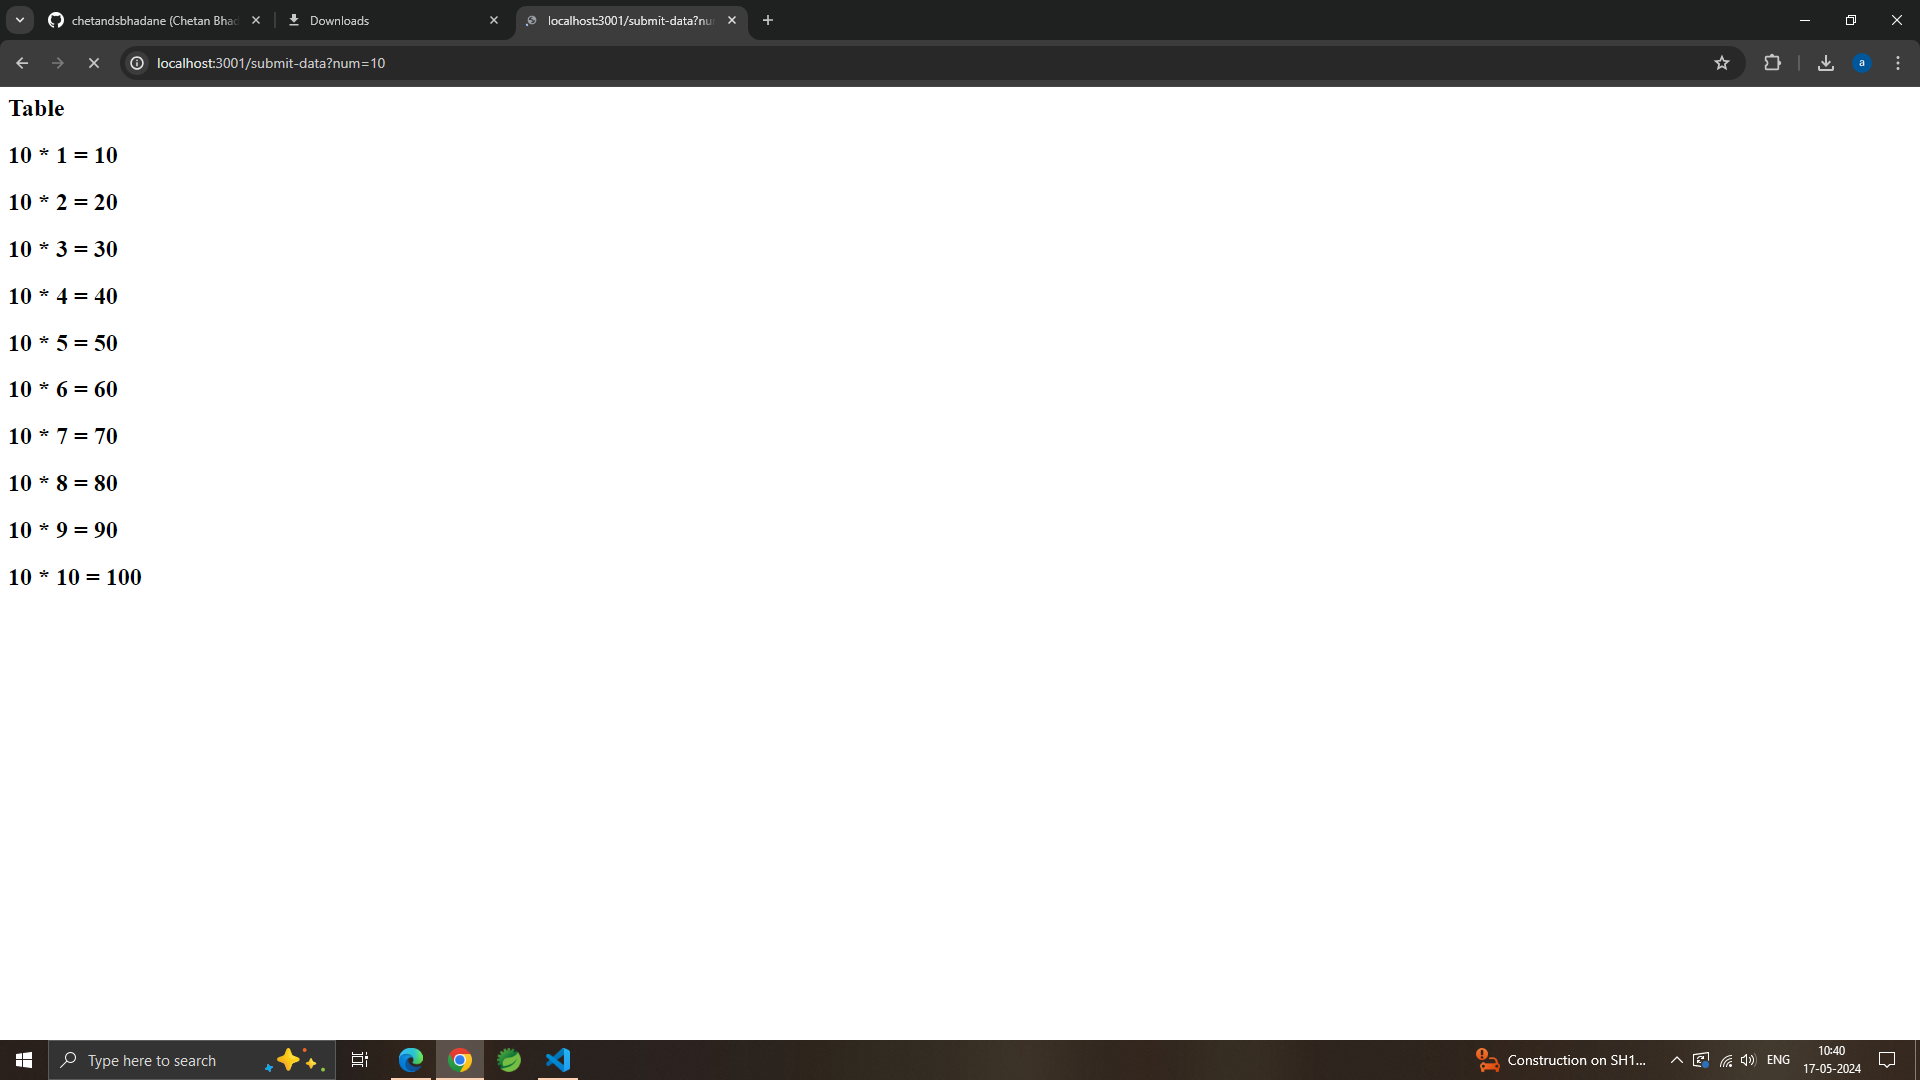 chetandsbhadane (Chetan Bhad
Downloads
localhost:3001/submit-data?nu
localhost:3001/submit-data?num=10
a
Table
10 * 1 = 10
10 * 2 = 20
10 * 3 = 30
10 * 4 = 40
10 * 5 = 50
10 * 6 = 60
10 * 7 = 70
10 * 8 = 80
10 * 9 = 90
10 * 10 = 100
Type here to search
Construction on SH1...
ENG
10:40
17-05-2024